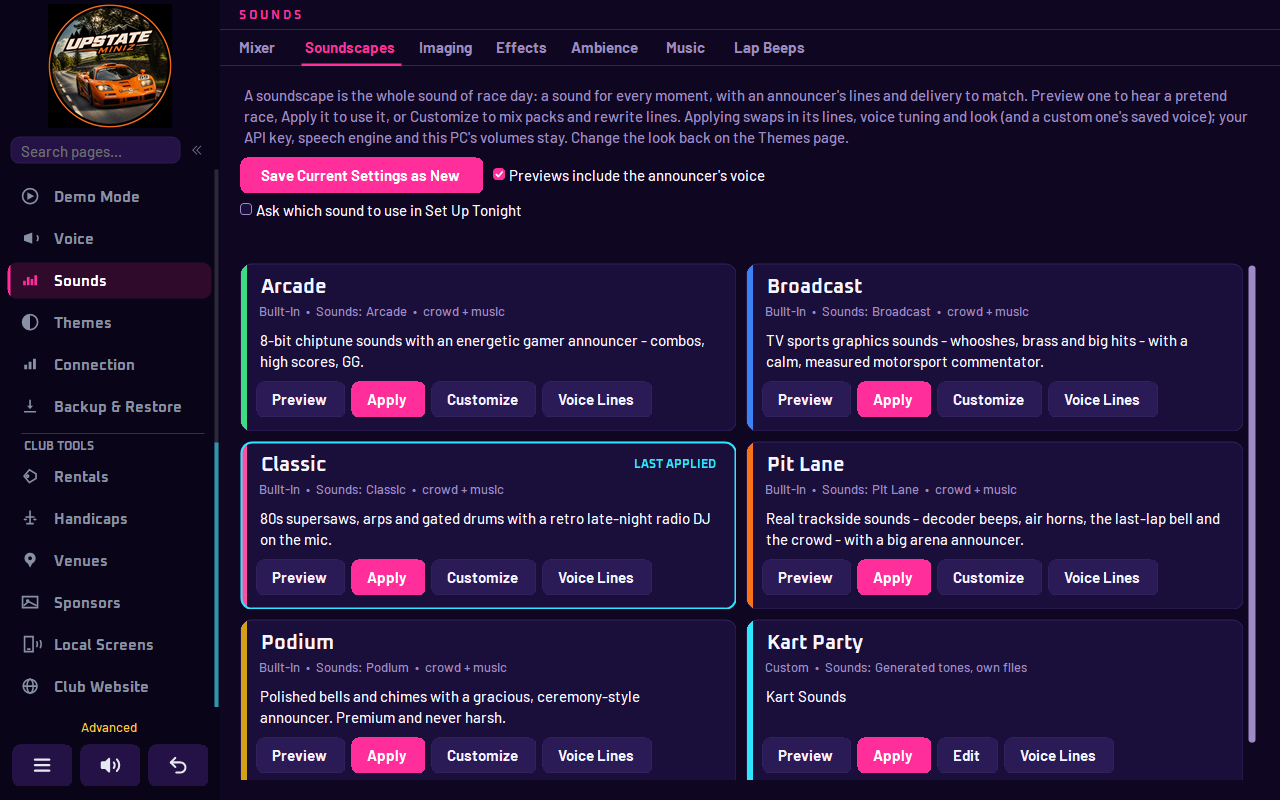 UPSTATE
MINIZ
Search pages...
Demo Mode
Voice
Sounds
Themes
Connection
Backup & Restore
CLUB TOOLS
Rentals
Handicaps
Venues
Sponsors
Local Screens
Club Website
Advanced
SOUNDS
Mixer Soundscapes Imaging Effects Ambience Music Lap Beeps
A soundscape is the whole sound of race day: a sound for every moment, with an announcer's lines and delivery to match. Preview one to hear a pretend
race, Apply it to use it, or Customize to mix packs and rewrite lines. Applying swaps in its lines, voice tuning and look (and a custom one's saved voice); your
API key, speech engine and this PC's volumes stay. Change the look back on the Themes page.
Save Current Settings as New Previews include the announcer's voice
Ask which sound to use in Set Up Tonight
Arcade
Built-In • Sounds: Arcade • crowd + music
8-bit chiptune sounds with an energetic gamer announcer - combos,
high scores, GG.
Preview Apply Customize Voice Lines
Broadcast
Built-In • Sounds: Broadcast • crowd + music
TV sports graphics sounds - whooshes, brass and big hits - with a
calm, measured motorsport commentator.
Preview Apply Customize Voice Lines
Classic LAST APPLIED
Built-In • Sounds: Classic • crowd + music
80s supersaws, arps and gated drums with a retro late-night radio DJ
on the mic.
Preview Apply Customize Voice Lines
Pit Lane
Built-In • Sounds: Pit Lane • crowd + music
Real trackside sounds - decoder beeps, air horns, the last-lap bell and
the crowd - with a big arena announcer.
Preview Apply Customize Voice Lines
Podium
Built-In • Sounds: Podium • crowd + music
Polished bells and chimes with a gracious, ceremony-style
announcer. Premium and never harsh.
Preview Apply Customize Voice Lines
Kart Party
Custom • Sounds: Generated tones, own files
Kart Sounds
Preview Apply Edit Voice Lines